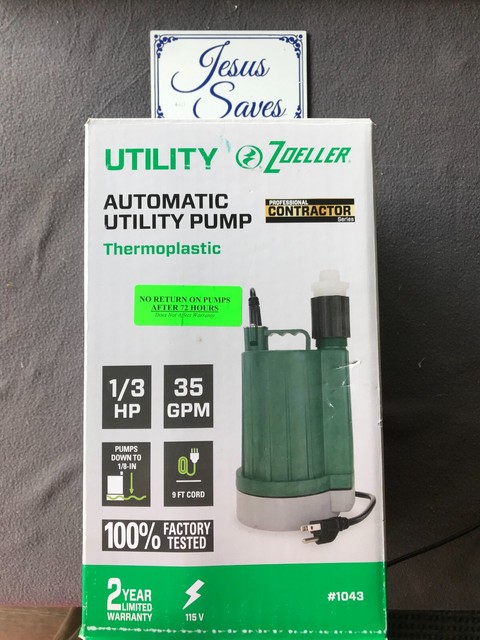 Jesus
Saves
UTILITY ZOELLER
AUTOMATIC
UTILITY PUMP
PROFESSIONAL
CONTRACTOR
Series
Thermoplastic
NO RETURN ON PUMPS
AFTER 72 HOURS
Does Not Affect Warranty
1/3
HP
35
GPM
PUMPS
DOWN TO
1/8-IN
9 FT CORD
100% FACTORY
TESTED
2 YEAR
LIMITED
WARRANTY
115 V
#1043